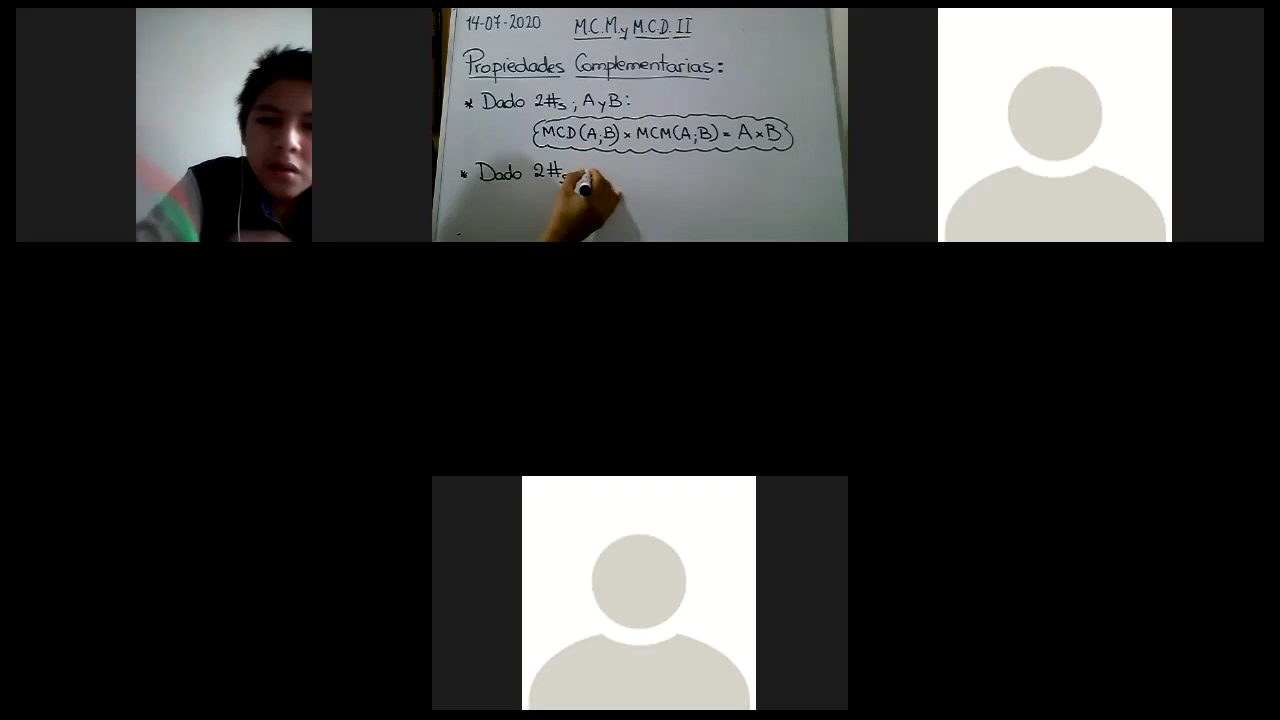 14-07-2020 M.C.M. y M.C.D. II
Propiedades Complementarias:
* Dado 2#s ; A y B:
MCD(A;B) × MCM(A;B) = A × B
* Dado 2#s